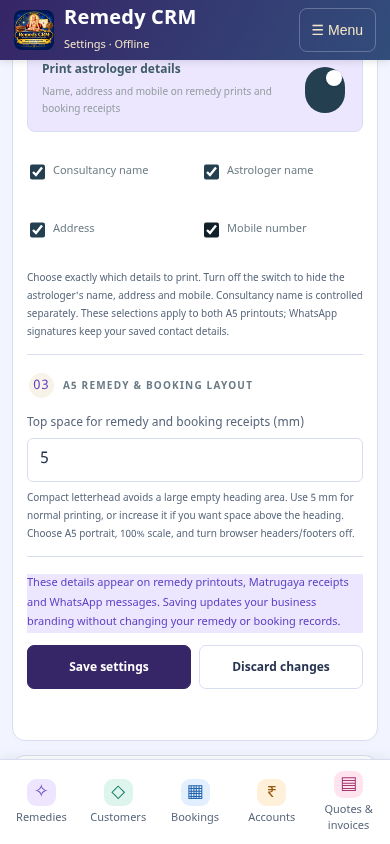 Remedy CRM
Settings · Offline
☰ Menu
Print astrologer details
Name, address and mobile on remedy prints and
booking receipts
Consultancy name
Astrologer name
Address
Mobile number
Choose exactly which details to print. Turn off the switch to hide the
astrologer's name, address and mobile. Consultancy name is controlled
separately. These selections apply to both A5 printouts; WhatsApp
signatures keep your saved contact details.
03 A5 REMEDY & BOOKING LAYOUT
Top space for remedy and booking receipts (mm)
5
Compact letterhead avoids a large empty heading area. Use 5 mm for
normal printing, or increase it if you want space above the heading.
Choose A5 portrait, 100% scale, and turn browser headers/footers off.
These details appear on remedy printouts, Matrugaya receipts
and WhatsApp messages. Saving updates your business
branding without changing your remedy or booking records.
Save settings
Discard changes
Remedies
Customers
Bookings
₹
Accounts
Quotes &
invoices